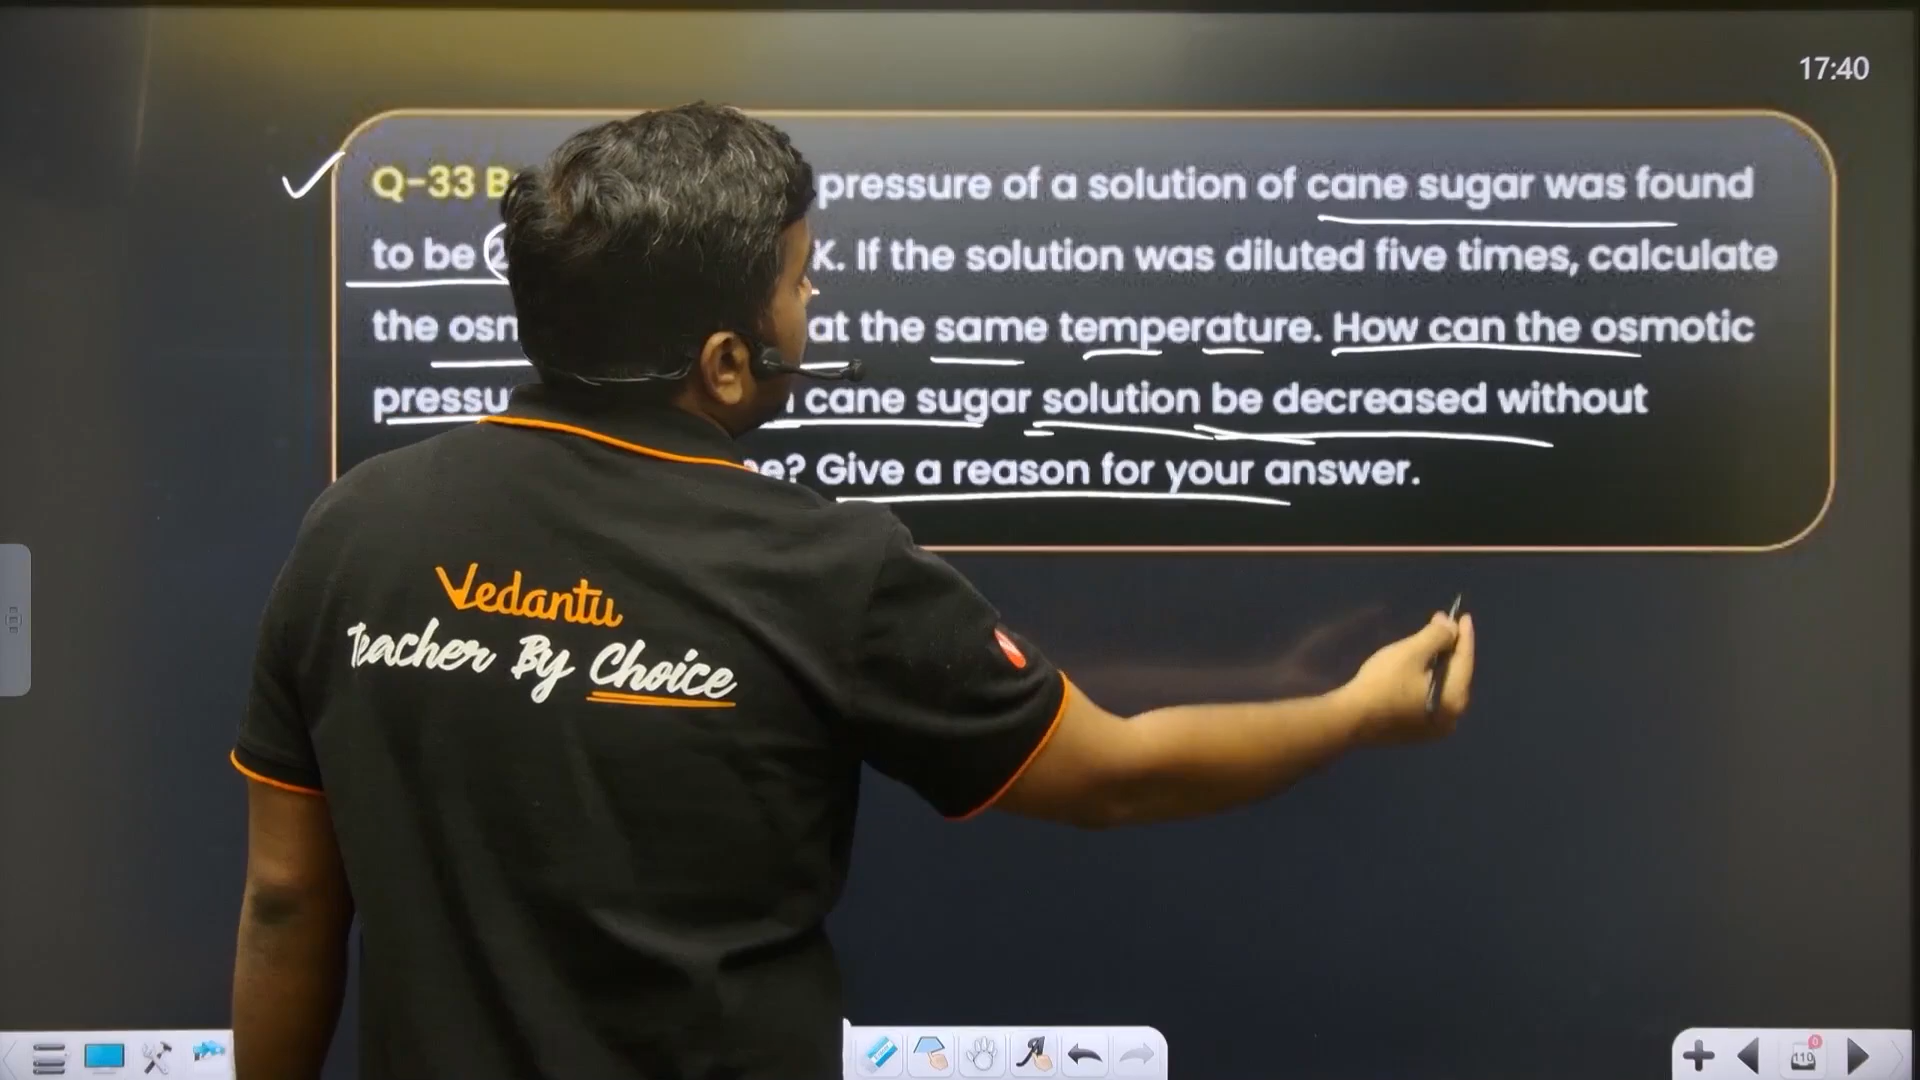 17:40
Q-33 pressure of a solution of cane sugar was found
to be K. If the solution was diluted five times, calculate
the at the same temperature. How can the osmotic
cane sugar solution be decreased without
Give a reason for your answer.
Vedantu
Teacher By Choice
110
0